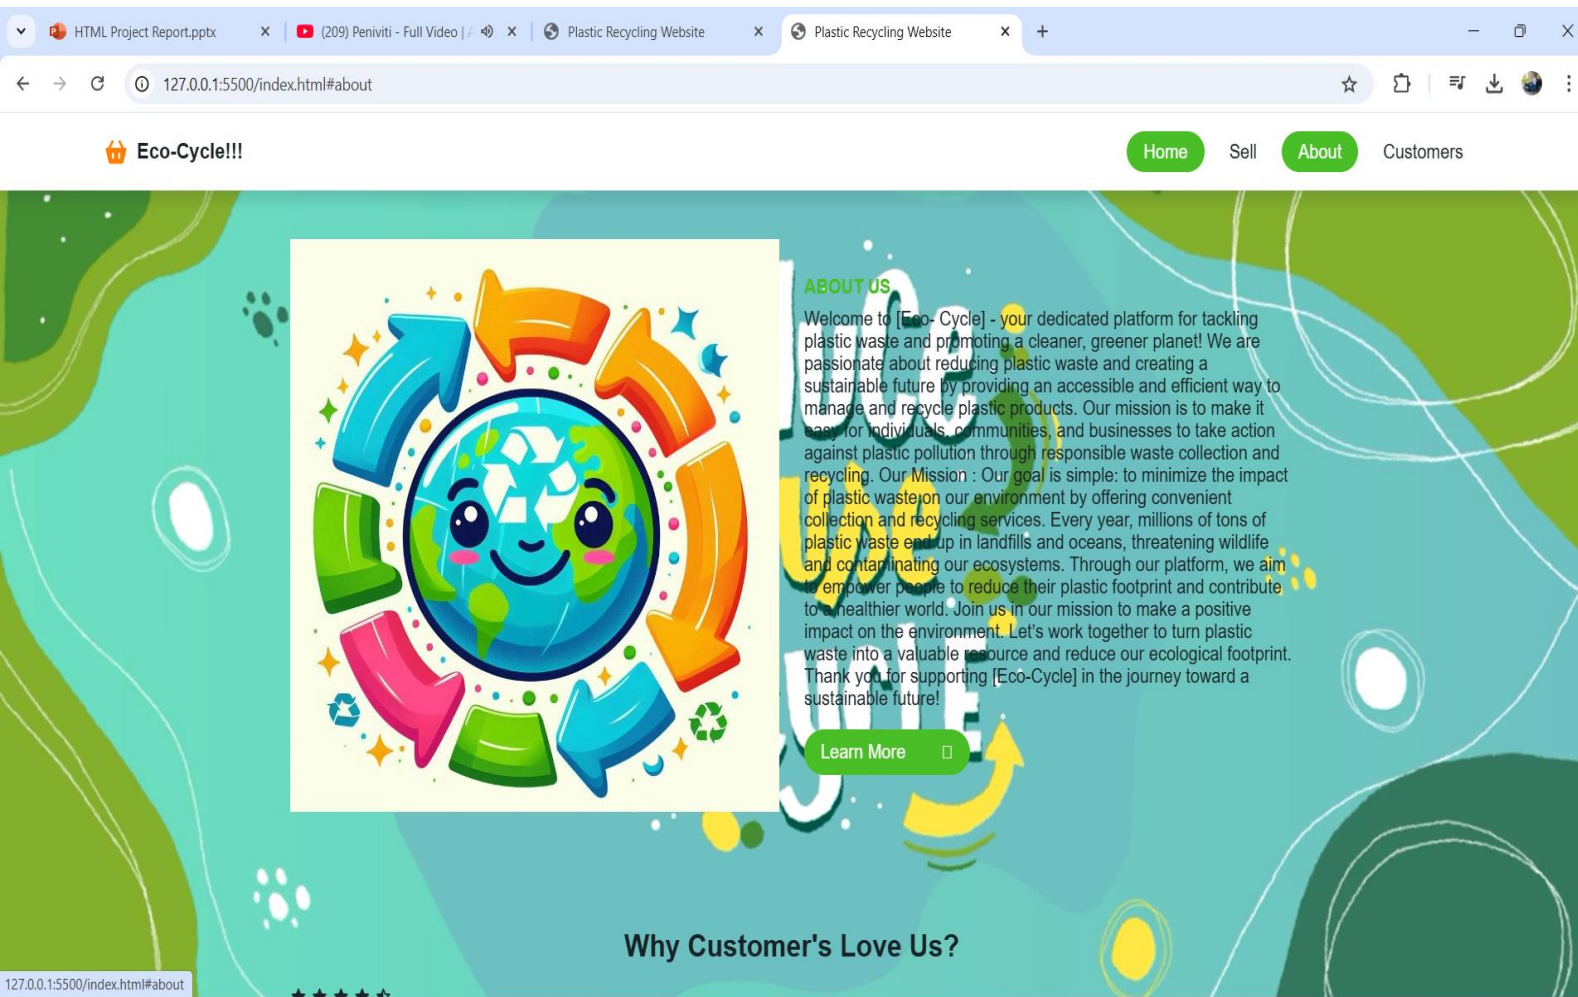 HTML Project Report.pptx
(209) Peniviti - Full Video | A
Plastic Recycling Website
Plastic Recycling Website
127.0.0.1:5500/index.html#about
Eco-Cycle!!!
Home
Sell
About
Customers
ABOUT US
Welcome to [Eco- Cycle] - your dedicated platform for tackling
plastic waste and promoting a cleaner, greener planet! We are
passionate about reducing plastic waste and creating a
sustainable future by providing an accessible and efficient way to
manage and recycle plastic products. Our mission is to make it
easy for individuals, communities, and businesses to take action
against plastic pollution through responsible waste collection and
recycling. Our Mission : Our goal is simple: to minimize the impact
of plastic waste on our environment by offering convenient
collection and recycling services. Every year, millions of tons of
plastic waste end up in landfills and oceans, threatening wildlife
and contaminating our ecosystems. Through our platform, we aim
to empower people to reduce their plastic footprint and contribute
to a healthier world. Join us in our mission to make a positive
impact on the environment. Let's work together to turn plastic
waste into a valuable resource and reduce our ecological footprint.
Thank you for supporting [Eco-Cycle] in the journey toward a
sustainable future!
Learn More
Why Customer's Love Us?
127.0.0.1:5500/index.html#about